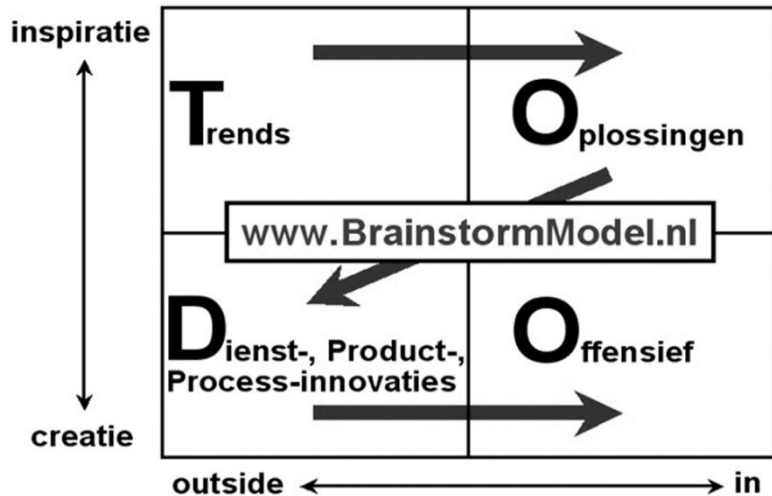 inspiratie
Trends
Oplossingen
www.BrainstormModel.nl
Dienst-, Product-,
Process-innovaties
Offensief
creatie
outside
in